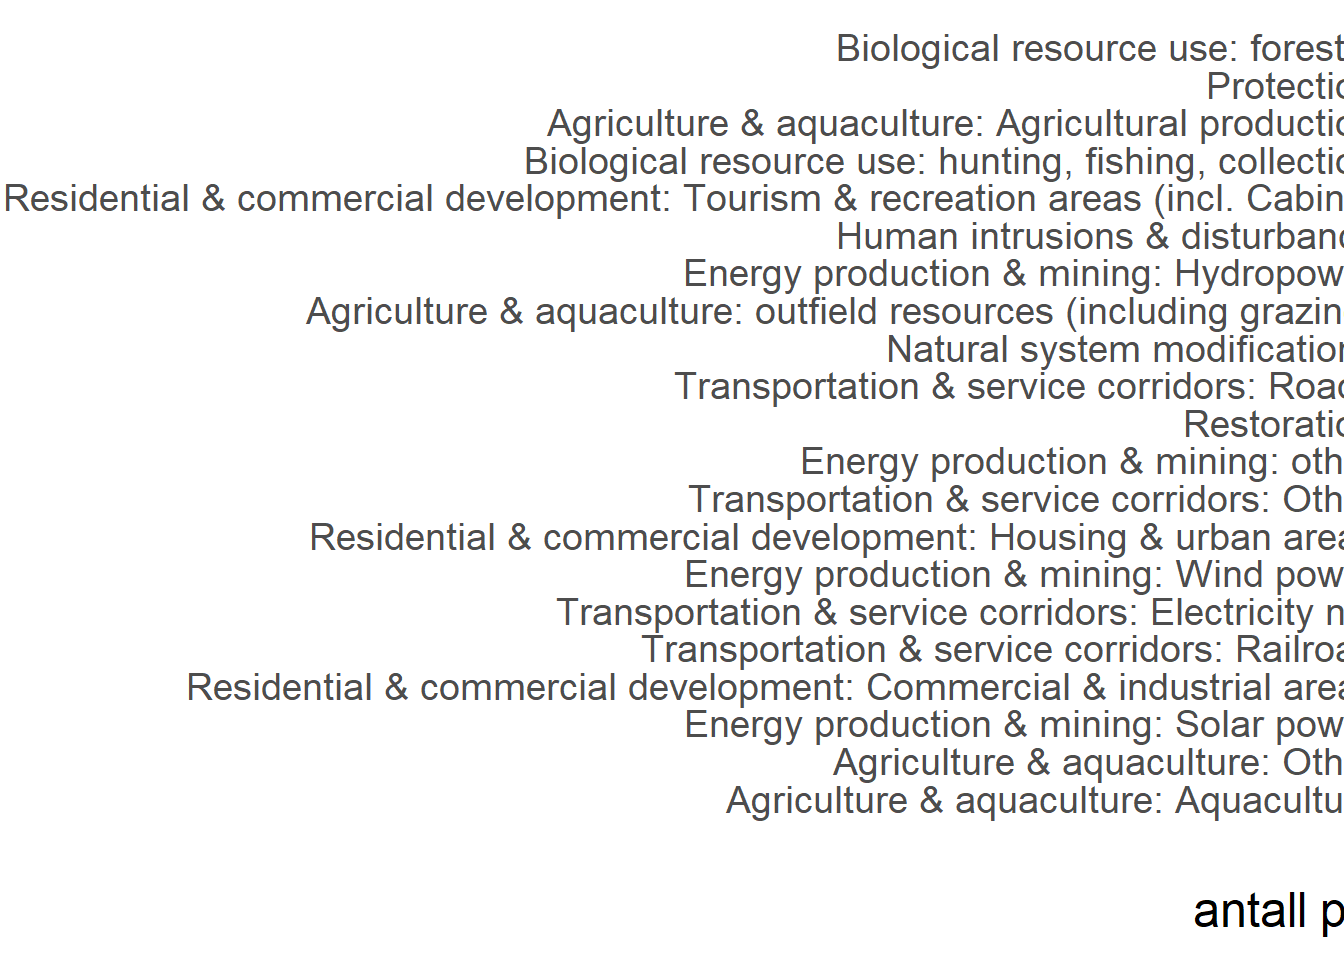 Biological resource use: forest
Protectio
Agriculture & aquaculture: Agricultural productio
Biological resource use: hunting, fishing, collectio
Residential & commercial development: Tourism & recreation areas (incl. Cabin
Human intrusions & disturbanc
Energy production & mining: Hydropow
Agriculture & aquaculture: outfield resources (including grazin
Natural system modification
Transportation & service corridors: Road
Restoratio
Energy production & mining: oth
Transportation & service corridors: Oth
Residential & commercial development: Housing & urban area
Energy production & mining: Wind pow
Transportation & service corridors: Electricity n
Transportation & service corridors: Railroa
Residential & commercial development: Commercial & industrial area
Energy production & mining: Solar pow
Agriculture & aquaculture: Oth
Agriculture & aquaculture: Aquacultu
antall p